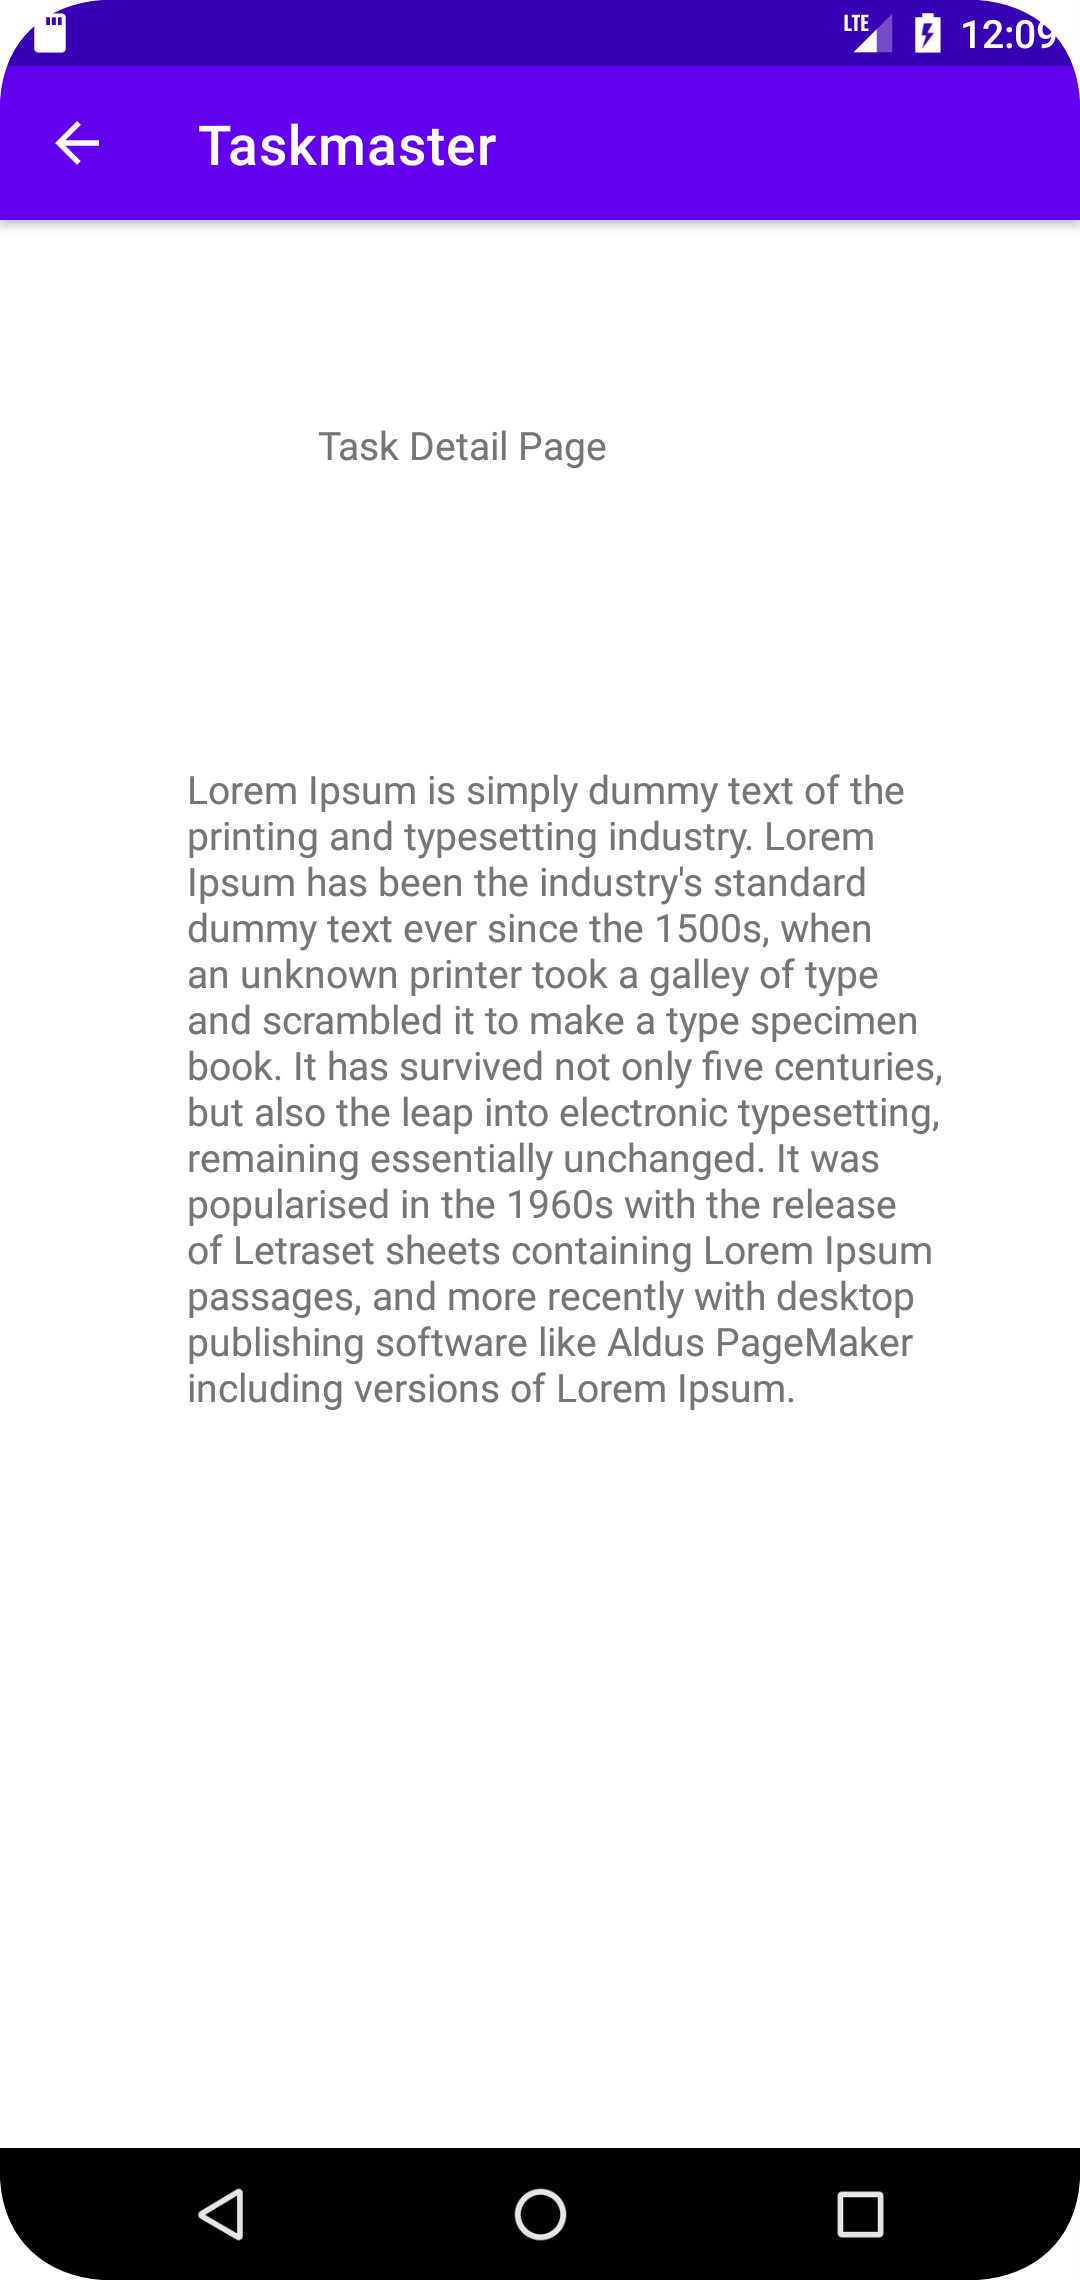 LTE 12:09
Taskmaster
Task Detail Page
Lorem Ipsum is simply dummy text of the
printing and typesetting industry. Lorem
Ipsum has been the industry's standard
dummy text ever since the 1500s, when
an unknown printer took a galley of type
and scrambled it to make a type specimen
book. It has survived not only five centuries,
but also the leap into electronic typesetting,
remaining essentially unchanged. It was
popularised in the 1960s with the release
of Letraset sheets containing Lorem Ipsum
passages, and more recently with desktop
publishing software like Aldus PageMaker
including versions of Lorem Ipsum.